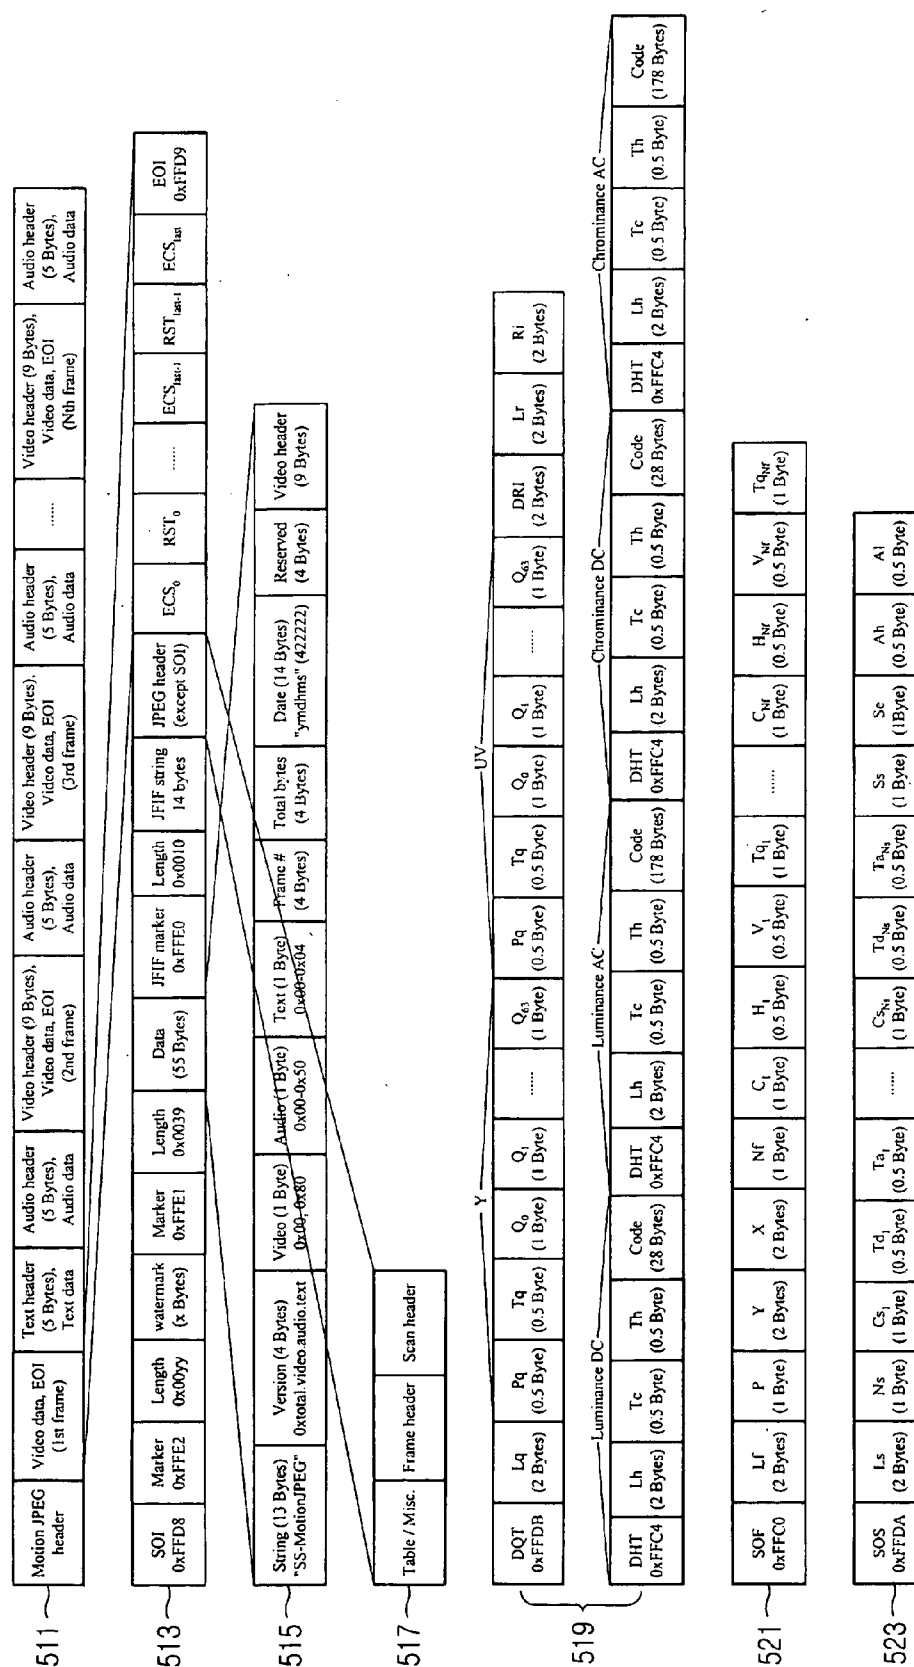 511
Motion JPEG
header
Video data, EOI
(1st frame)
Text header
(5 Bytes),
Text data
Audio header
(5 Bytes),
Audio data
Video header (9 Bytes),
Video data, EOI
(2nd frame)
Audio header
(5 Bytes),
Audio data
Video header (9 Bytes),
Video data, EOI
(3rd frame)
Audio header
(5 Bytes),
Audio data
......
Video header (9 Bytes),
Video data, EOI
(Nth frame)
Audio header
(5 Bytes),
Audio data
513
SOI
0xFFD8
Marker
0xFFE2
Length
0x00yy
watermark
(x Bytes)
Marker
0xFFE1
Length
0x0039
Data
(55 Bytes)
JFIF marker
0xFFE0
Length
0x0010
JFIF string
14 bytes
JPEG header
(except SOI)
ECS0
RST0
......
ECSlast-1
RSTlast-1
ECSlast
EOI
0xFFD9
515
String (13 Bytes)
"SS-MotionJPEG"
Version (4 Bytes)
0xtotal.video.audio.text
Video (1 Byte)
0x00, 0x80
Audio (1 Byte)
0x00-0x50
Text (1 Byte)
0x00-0x04
Frame #
(4 Bytes)
Total bytes
(4 Bytes)
Date (14 Bytes)
"ymdhms" (422222)
Reserved
(4 Bytes)
Video header
(9 Bytes)
517
Table / Misc.
Frame header
Scan header
519
Y
UV
DQT
0xFFDB
Lq
(2 Bytes)
Pq
(0.5 Byte)
Tq
(0.5 Byte)
Q0
(1 Byte)
Q1
(1 Byte)
......
Q63
(1 Byte)
Pq
(0.5 Byte)
Tq
(0.5 Byte)
Q0
(1 Byte)
Q1
(1 Byte)
......
Q63
(1 Byte)
DRI
(2 Bytes)
Lr
(2 Bytes)
Ri
(2 Bytes)
Luminance DC
Luminance AC
Chrominance DC
Chrominance AC
DHT
0xFFC4
Lh
(2 Bytes)
Tc
(0.5 Byte)
Th
(0.5 Byte)
Code
(28 Bytes)
DHT
0xFFC4
Lh
(2 Bytes)
Tc
(0.5 Byte)
Th
(0.5 Byte)
Code
(178 Bytes)
DHT
0xFFC4
Lh
(2 Bytes)
Tc
(0.5 Byte)
Th
(0.5 Byte)
Code
(28 Bytes)
DHT
0xFFC4
Lh
(2 Bytes)
Tc
(0.5 Byte)
Th
(0.5 Byte)
Code
(178 Bytes)
521
SOF
0xFFC0
Lf
(2 Bytes)
P
(1 Byte)
Y
(2 Bytes)
X
(2 Bytes)
Nf
(1 Byte)
C1
(1 Byte)
H1
(0.5 Byte)
V1
(0.5 Byte)
Tq1
(1 Byte)
......
CNf
(1 Byte)
HNf
(0.5 Byte)
VNf
(0.5 Byte)
TqNf
(1 Byte)
523
SOS
0xFFDA
Ls
(2 Bytes)
Ns
(1 Byte)
Cs1
(1 Byte)
Td1
(0.5 Byte)
Ta1
(0.5 Byte)
......
CsNs
(1 Byte)
TdNs
(0.5 Byte)
TaNs
(0.5 Byte)
Ss
(1 Byte)
Se
(1Byte)
Ah
(0.5 Byte)
Al
(0.5 Byte)